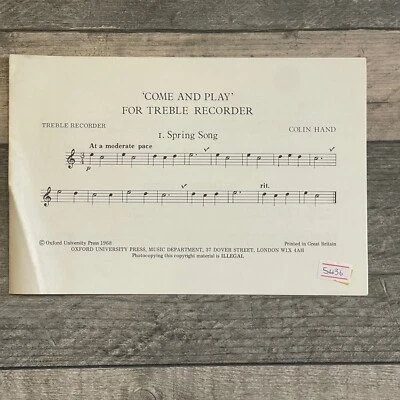 'COME AND PLAY'
FOR TREBLE RECORDER
TREBLE RECORDER
COLIN HAND
1. Spring Song
At a moderate pace
p
rit.
© Oxford University Press 1968
Printed in Great Britain
OXFORD UNIVERSITY PRESS, MUSIC DEPARTMENT, 37 DOVER STREET, LONDON W1X 4AH
Photocopying this copyright material is ILLEGAL